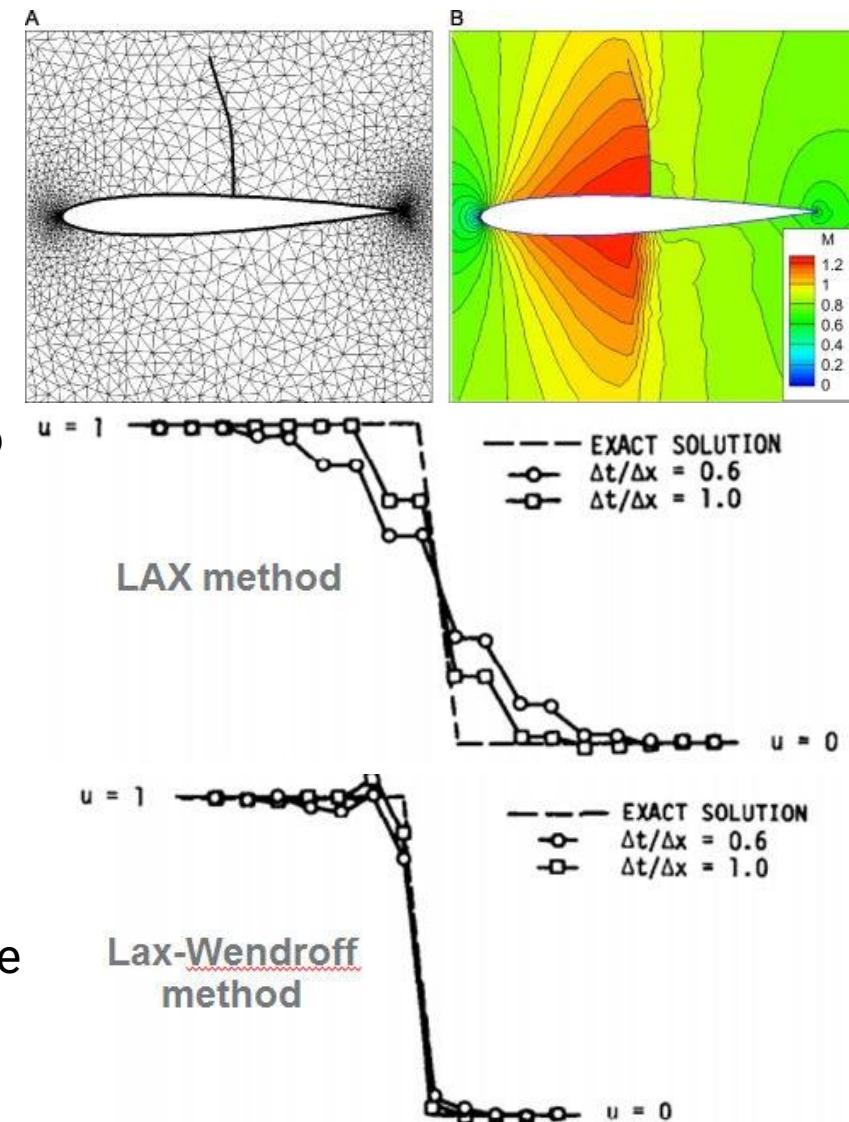 A
B
M
1.2
1
0.8
0.6
0.4
0.2
0
u = 1
EXACT SOLUTION
Δt/Δx = 0.6
Δt/Δx = 1.0
LAX method
u = 0
u = 1
EXACT SOLUTION
Δt/Δx = 0.6
Δt/Δx = 1.0
e
Lax-Wendroff
method
u = 0